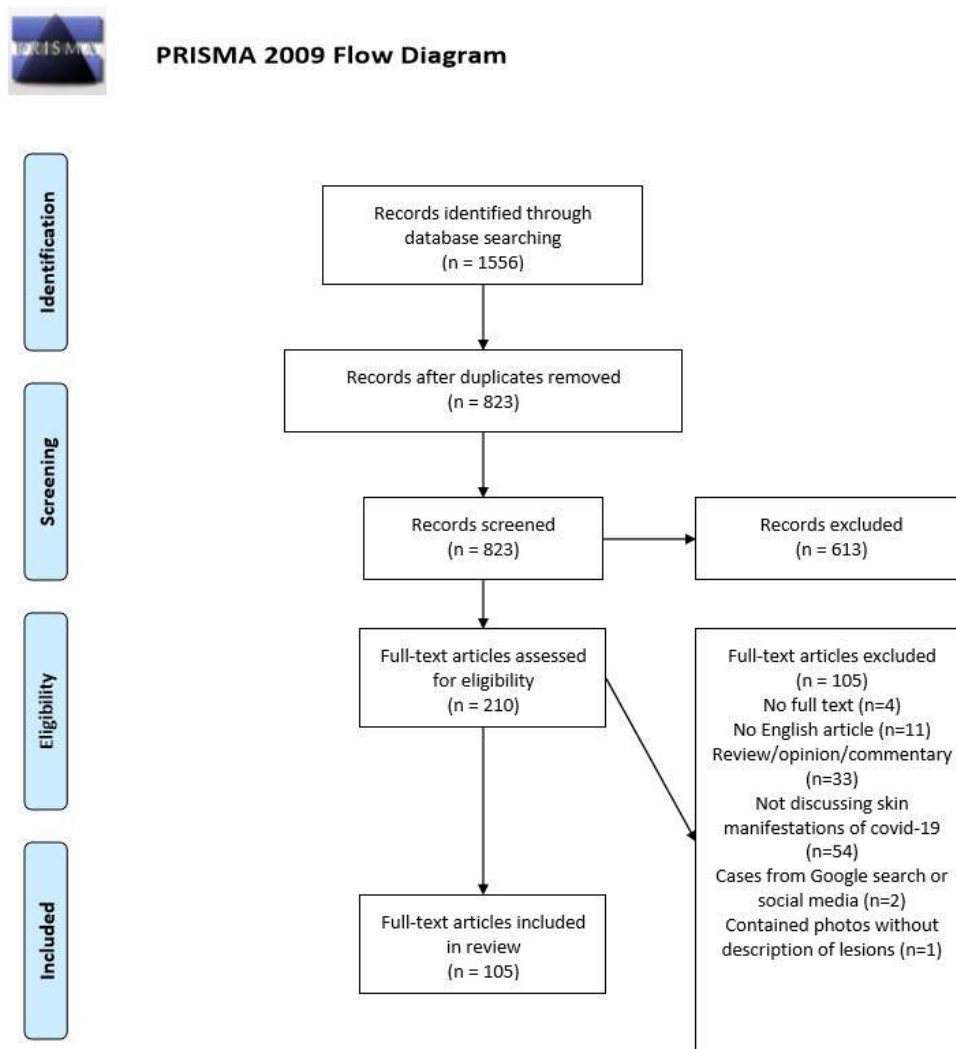 PRISMA
PRISMA 2009 Flow Diagram
Identification
Records identified through
database searching
(n = 1556)
Records after duplicates removed
(n = 823)
Screening
Records screened
(n = 823)
Records excluded
(n = 613)
Eligibility
Full-text articles assessed
for eligibility
(n = 210)
Full-text articles excluded
(n = 105)
No full text (n=4)
No English article (n=11)
Review/opinion/commentary
(n=33)
Not discussing skin
manifestations of covid-19
(n=54)
Cases from Google search or
social media (n=2)
Contained photos without
description of lesions (n=1)
Included
Full-text articles included
in review
(n = 105)